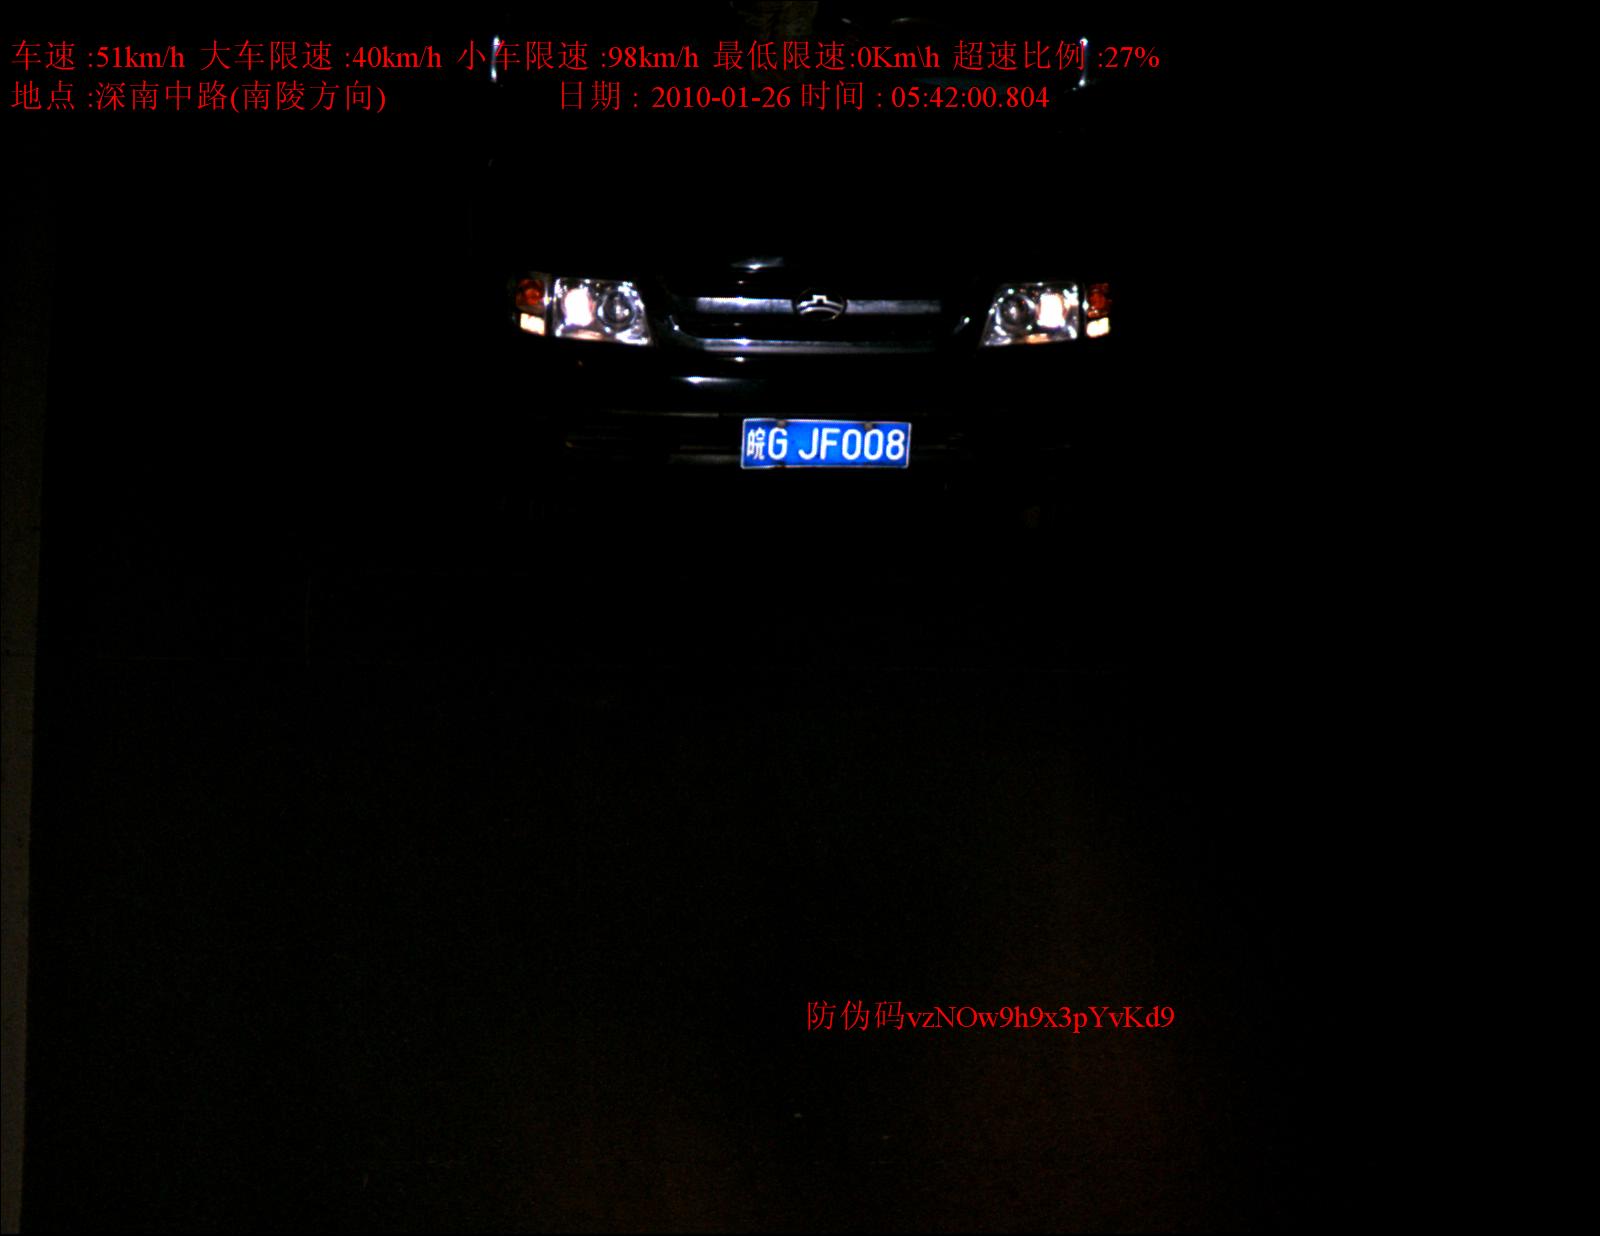 车速 :51km/h 大车限速 :40km/h 小车限速 :98km/h 最低限速:0Km\h 超速比例 :27%
地点 :深南中路(南陵方向) 日期 : 2010-01-26 时间 : 05:42:00.804
皖G JF008
防伪码vzNOw9h9x3pYvKd9